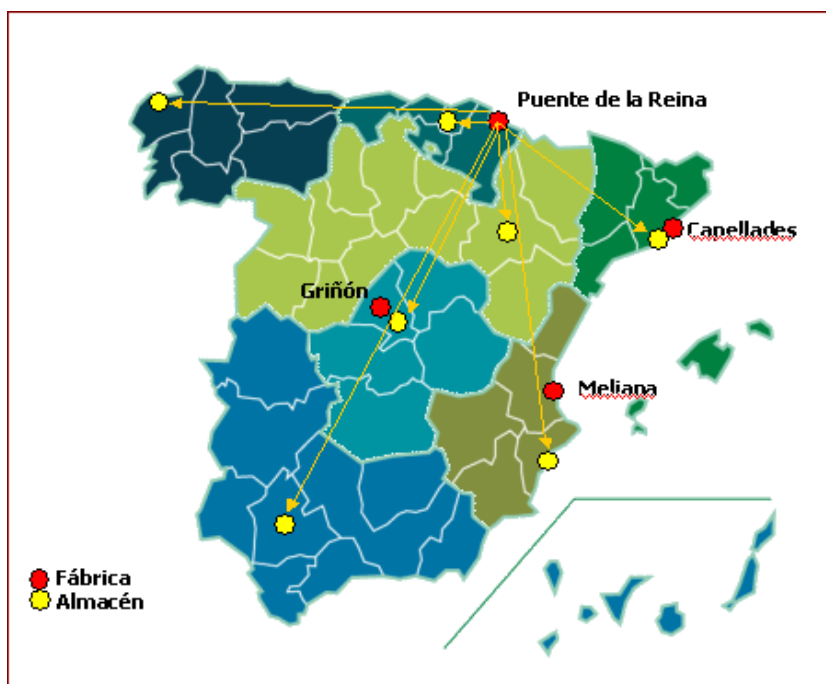 Puente de la Reina
Canellades
Griñón
Meliana
Fábrica
Almacén